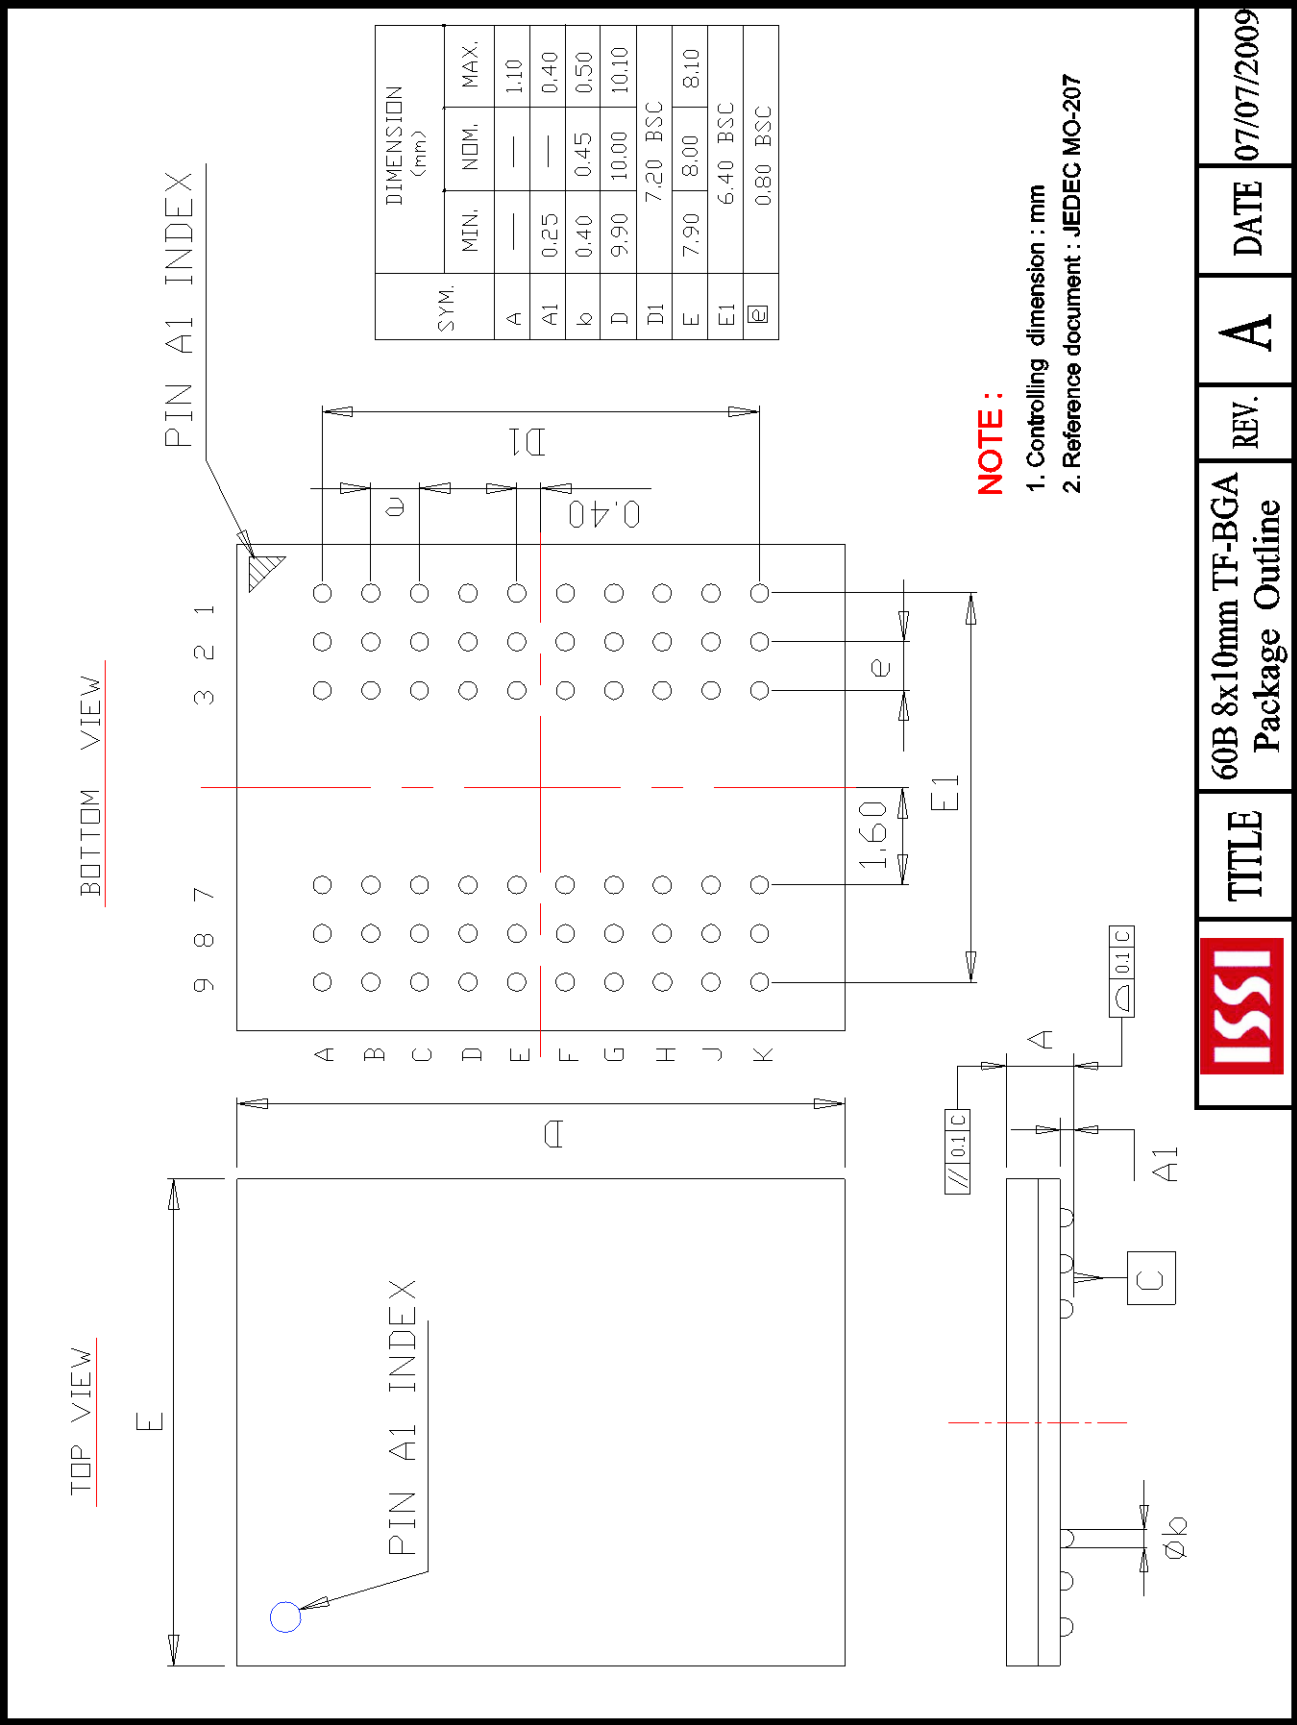 TOP VIEW
E
PIN A1 INDEX
D
BOTTOM VIEW
9 8 7 3 2 1
PIN A1 INDEX
A
B
C
D
E
F
G
H
J
K
e
D1
0.40
e
1.60
E1
SYM. DIMENSION (mm)
MIN. NOM. MAX.
A — — 1.10
A1 0.25 — 0.40
b 0.40 0.45 0.50
D 9.90 10.00 10.10
D1 7.20 BSC
E 7.90 8.00 8.10
E1 6.40 BSC
e 0.80 BSC
// 0.1 C
A
0.1 C
A1
C
Øb
NOTE :
1. Controlling dimension : mm
2. Reference document : JEDEC MO-207
ISSI
TITLE
60B 8x10mm TF-BGA
Package Outline
REV.
A
DATE
07/07/2009